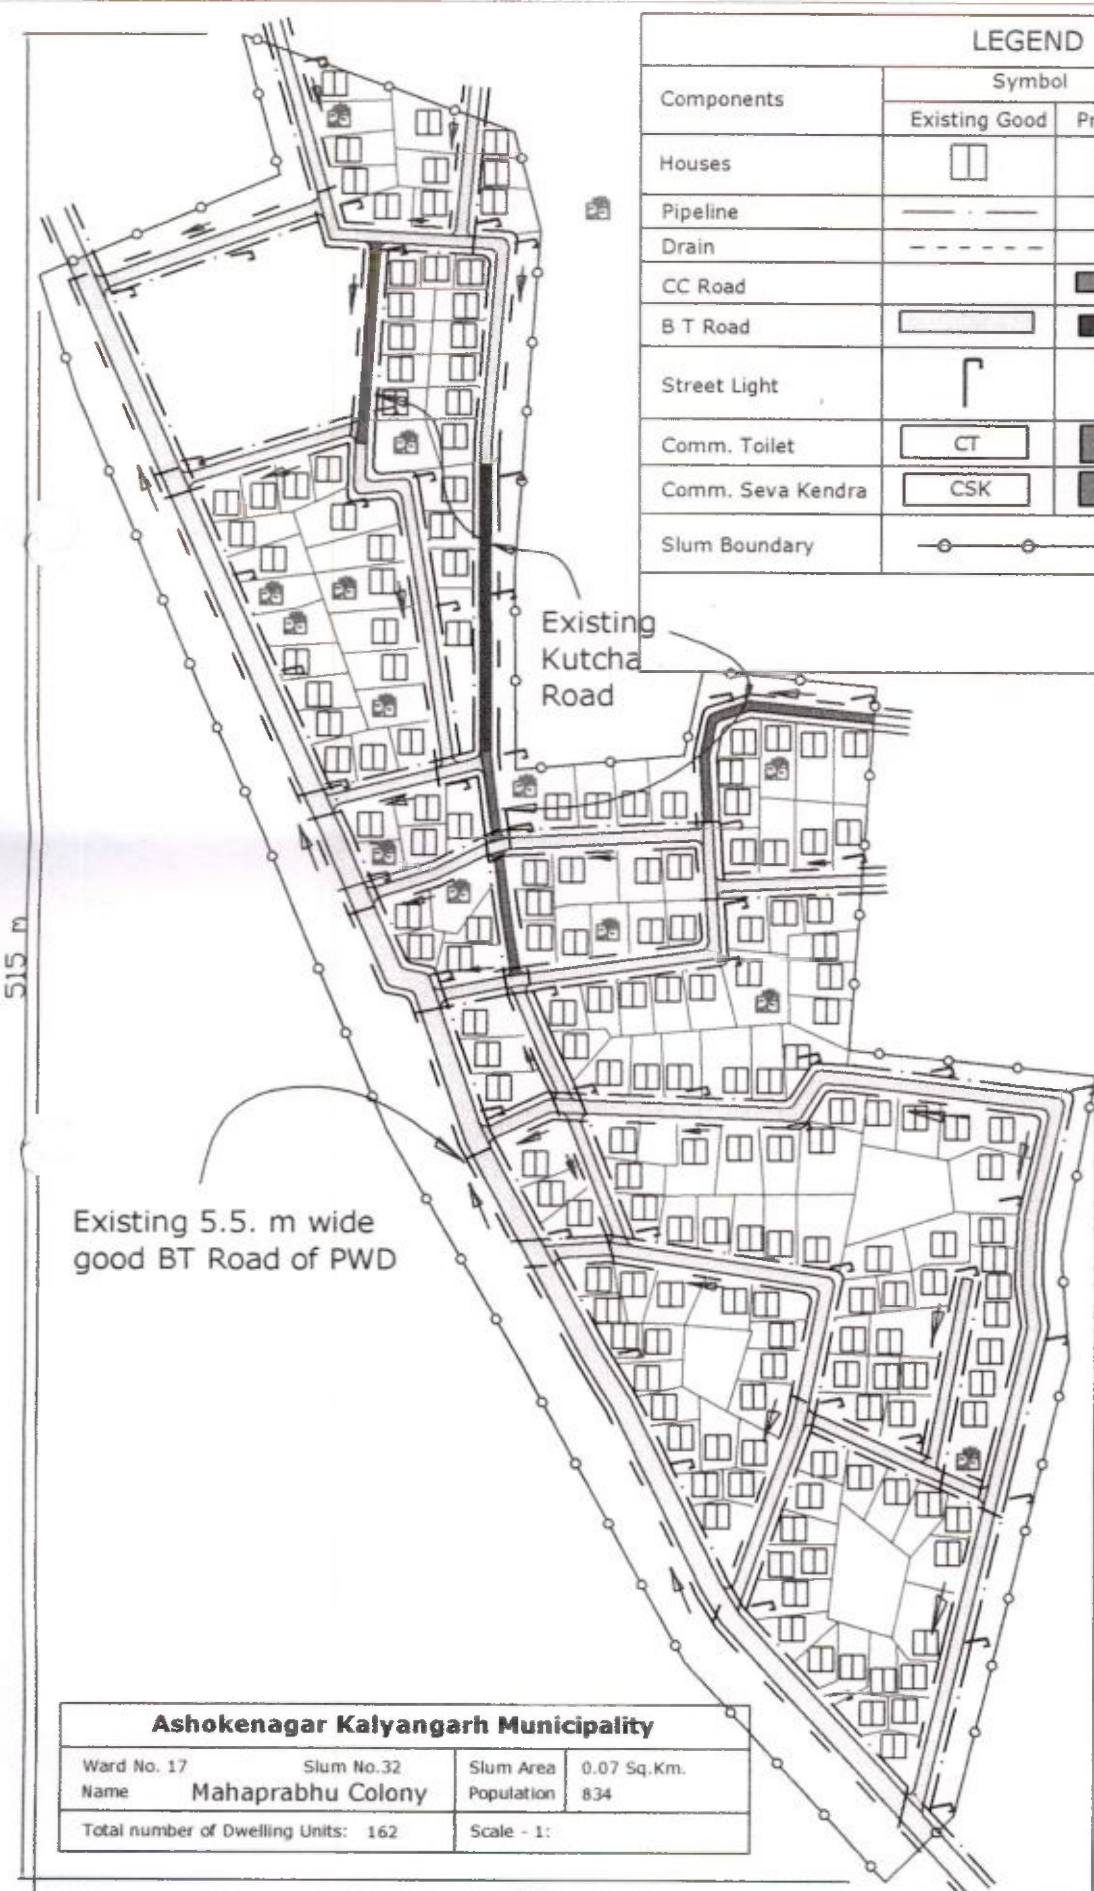 LEGEND
Components
Symbol
Existing Good
Houses
Pipeline
Drain
CC Road
B T Road
Street Light
Comm. Toilet
CT
Comm. Seva Kendra
CSK
Slum Boundary
Existing
Kutcha
Road
515 m
Existing 5.5. m wide
good BT Road of PWD
Ashokenagar Kalyangarh Municipality
Ward No. 17 Slum No.32
Name Mahaprabhu Colony
Slum Area 0.07 Sq.Km.
Population 834
Total number of Dwelling Units: 162
Scale - 1: